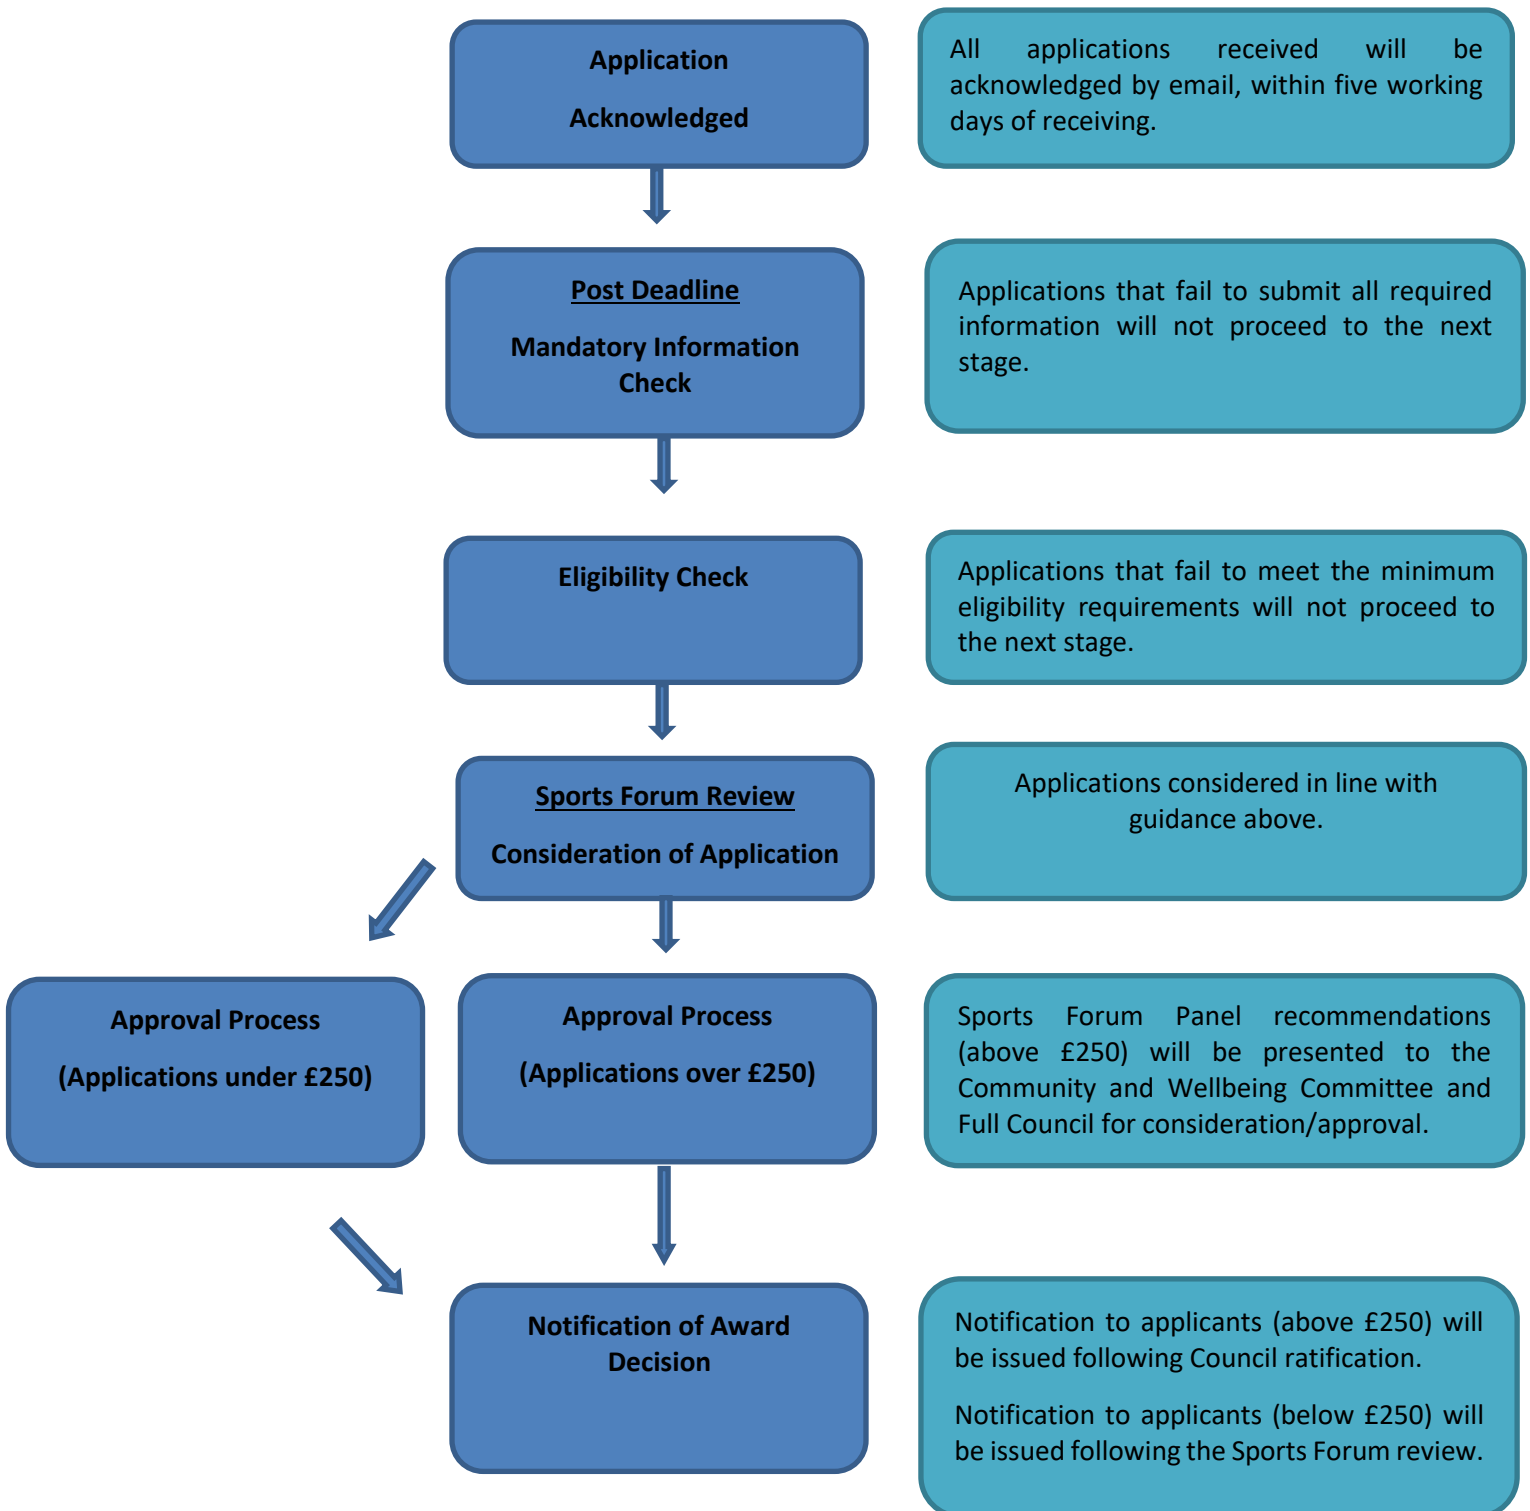 Application
Acknowledged
All applications received will be
acknowledged by email, within five working
days of receiving.
Post Deadline
Mandatory Information
Check
Applications that fail to submit all required
information will not proceed to the next
stage.
Eligibility Check
Applications that fail to meet the minimum
eligibility requirements will not proceed to
the next stage.
Sports Forum Review
Consideration of Application
Applications considered in line with
guidance above.
Approval Process
(Applications under £250)
Approval Process
(Applications over £250)
Sports Forum Panel recommendations
(above £250) will be presented to the
Community and Wellbeing Committee and
Full Council for consideration/approval.
Notification of Award
Decision
Notification to applicants (above £250) will
be issued following Council ratification.
Notification to applicants (below £250) will
be issued following the Sports Forum review.